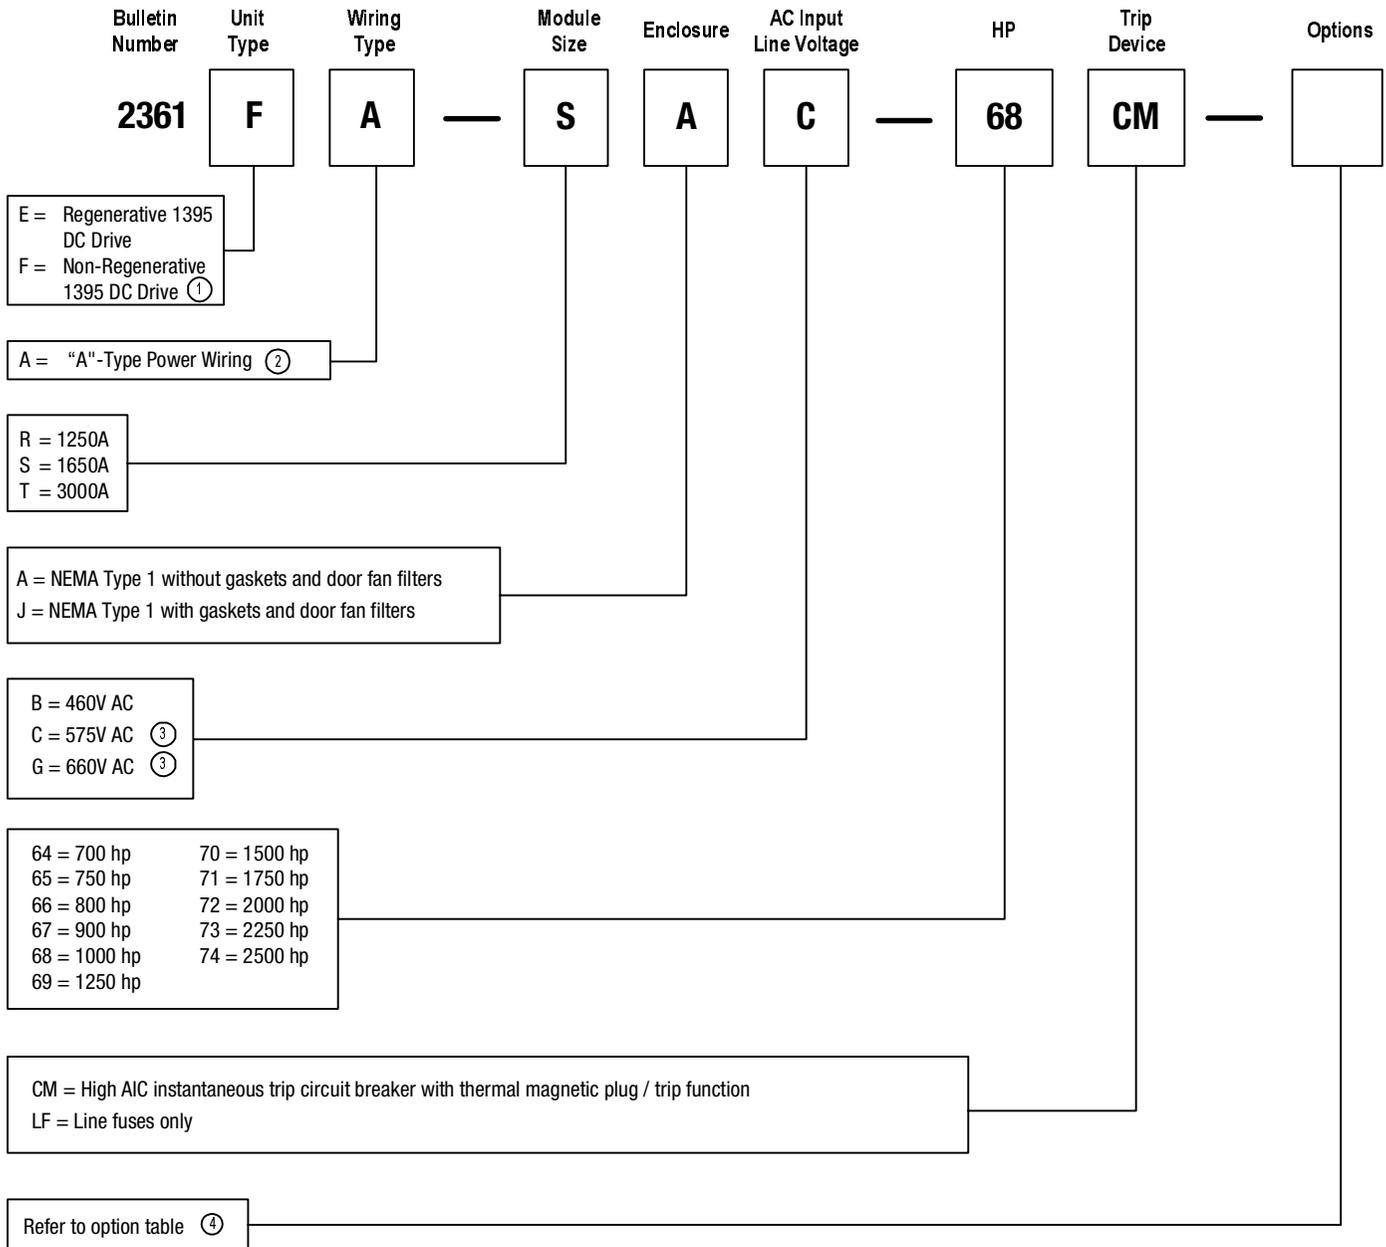 Bulletin Number
Unit Type
Wiring Type
Module Size
Enclosure
AC Input Line Voltage
HP
Trip Device
Options
2361 F A — S A C — 68 CM —
E = Regenerative 1395
DC Drive
F = Non-Regenerative
1395 DC Drive ①
A = “A"-Type Power Wiring ②
R = 1250A
S = 1650A
T = 3000A
A = NEMA Type 1 without gaskets and door fan filters
J = NEMA Type 1 with gaskets and door fan filters
B = 460V AC
C = 575V AC ③
G = 660V AC ③
64 = 700 hp 70 = 1500 hp
65 = 750 hp 71 = 1750 hp
66 = 800 hp 72 = 2000 hp
67 = 900 hp 73 = 2250 hp
68 = 1000 hp 74 = 2500 hp
69 = 1250 hp
CM = High AIC instantaneous trip circuit breaker with thermal magnetic plug / trip function
LF = Line fuses only
Refer to option table ④